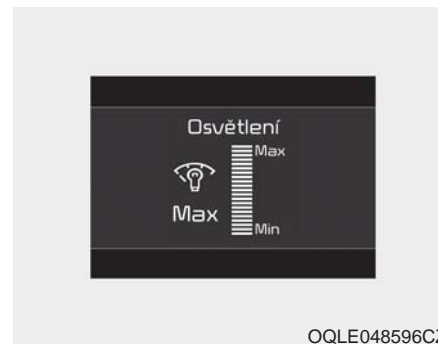 Osvětlení
Max
Max
Min
OQLE048596CZ